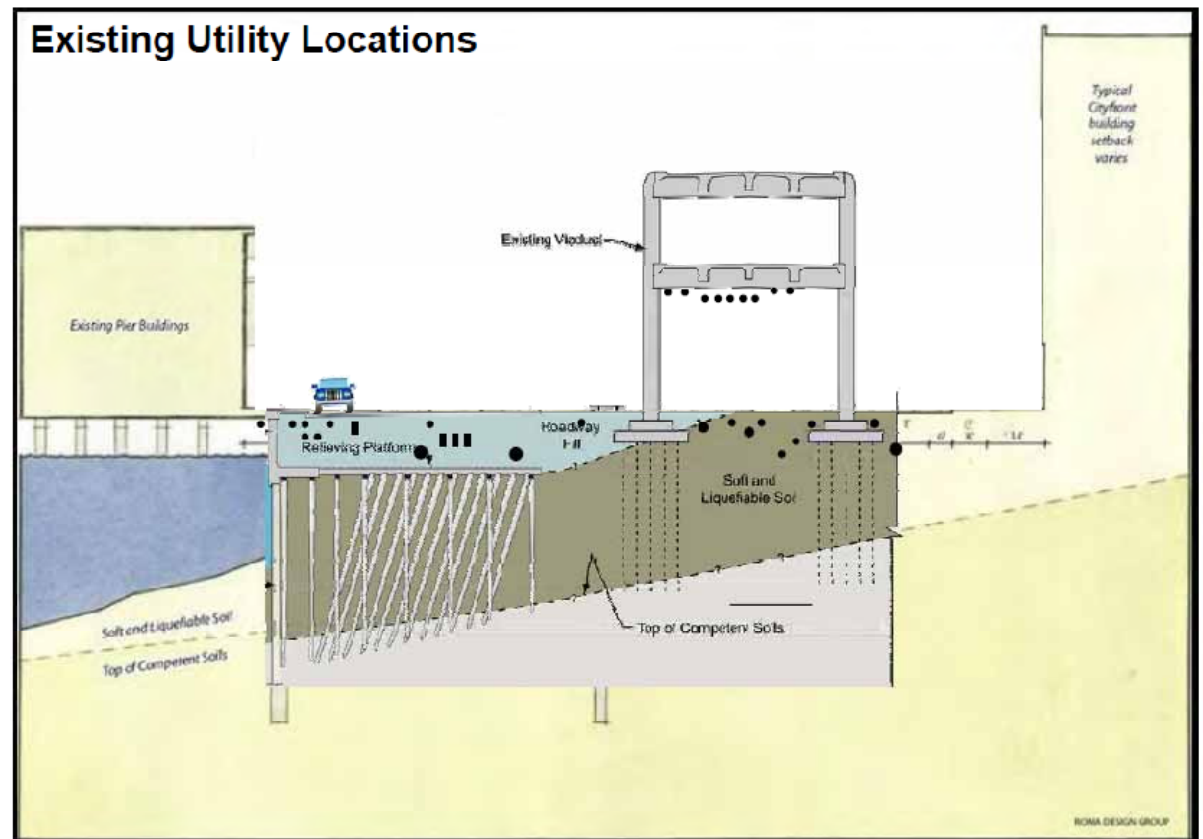 Existing Utility Locations
Typical
Cityfront
building
setback
varies
Existing Viaduct
Existing Pier Buildings
Roadway
Fill
Relieving Platform
Soft and
Liquefiable Soil
Soft and Liquefiable Soil
Top of Competent Soils
Top of Competent Soils
ROMA DESIGN GROUP